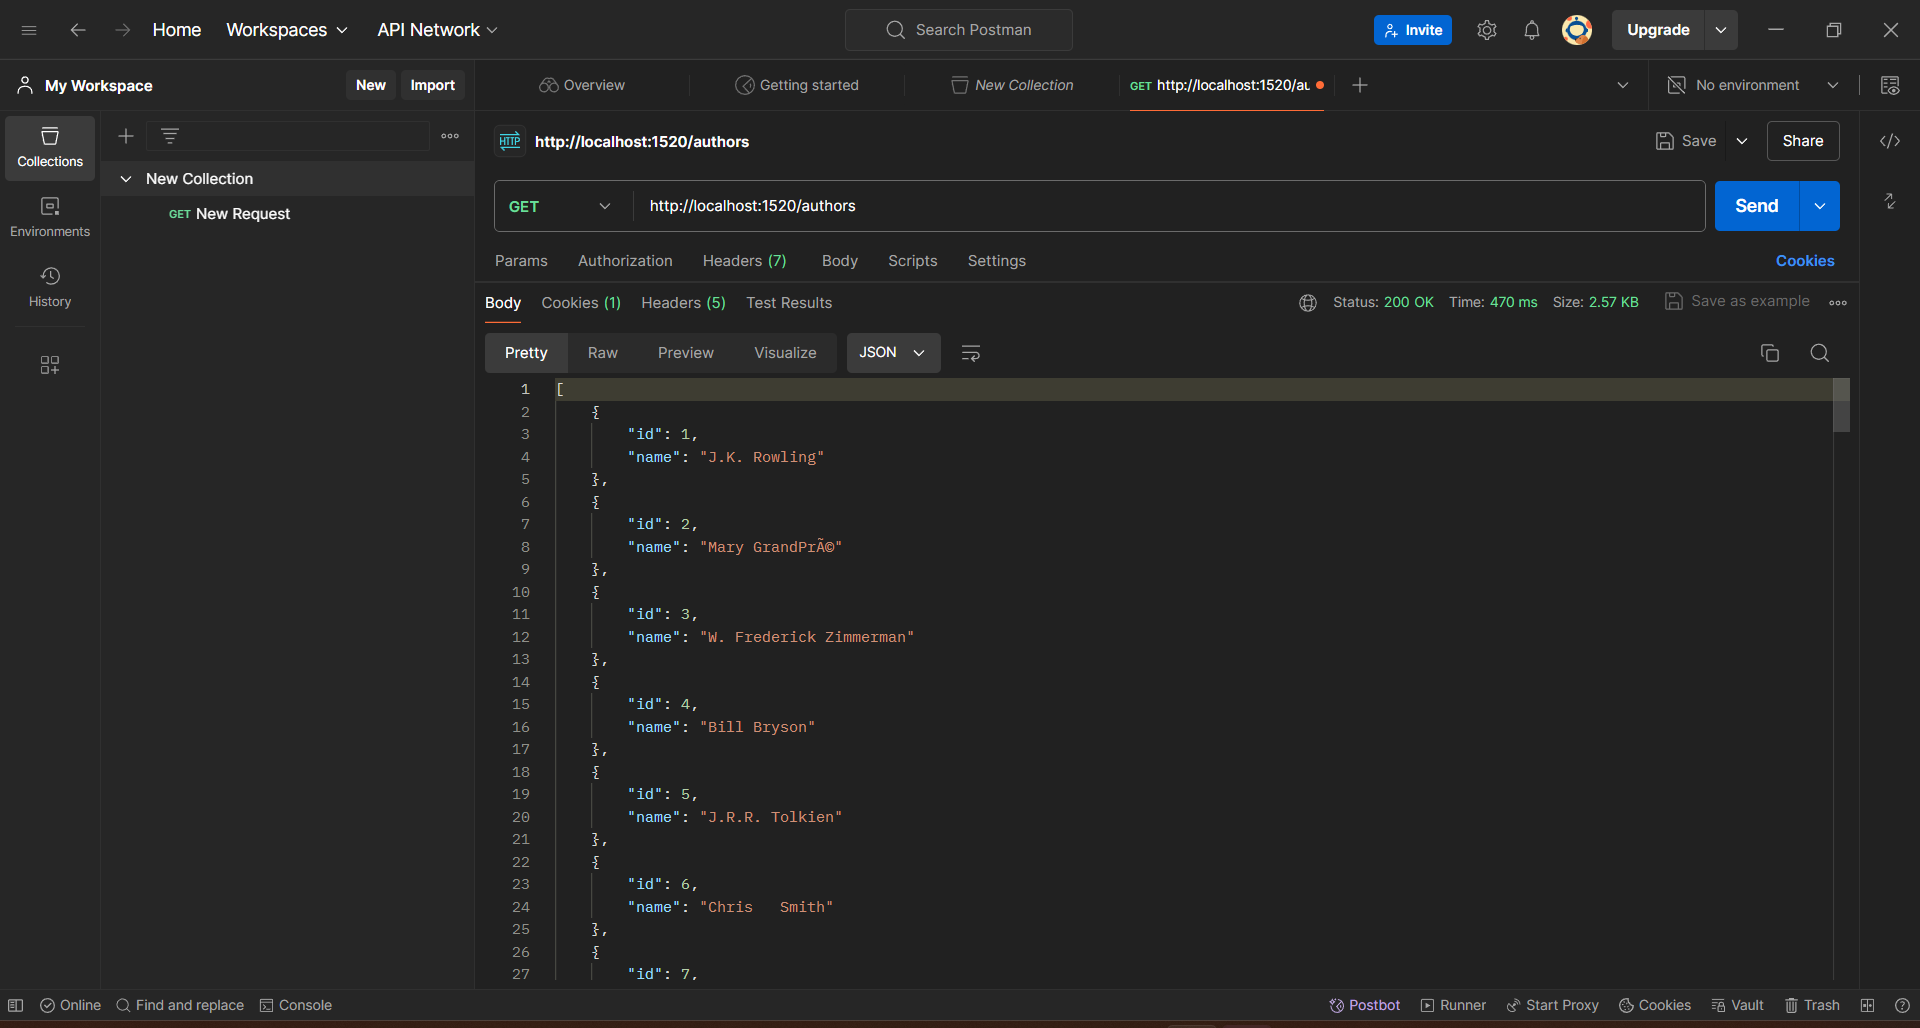 Home Workspaces API Network Search Postman Invite Upgrade
My Workspace New Import Overview Getting started New Collection GET http://localhost:1520/au No environment
Collections
Environments
History
New Collection
GET New Request
HTTP http://localhost:1520/authors Save Share
GET http://localhost:1520/authors Send
Params Authorization Headers (7) Body Scripts Settings Cookies
Body Cookies (1) Headers (5) Test Results Status: 200 OK Time: 470 ms Size: 2.57 KB Save as example
Pretty Raw Preview Visualize JSON
1 [
2 {
3 "id": 1,
4 "name": "J.K. Rowling"
5 },
6 {
7 "id": 2,
8 "name": "Mary GrandPrÃ©"
9 },
10 {
11 "id": 3,
12 "name": "W. Frederick Zimmerman"
13 },
14 {
15 "id": 4,
16 "name": "Bill Bryson"
17 },
18 {
19 "id": 5,
20 "name": "J.R.R. Tolkien"
21 },
22 {
23 "id": 6,
24 "name": "Chris   Smith"
25 },
26 {
27 "id": 7,
Online Find and replace Console Postbot Runner Start Proxy Cookies Vault Trash